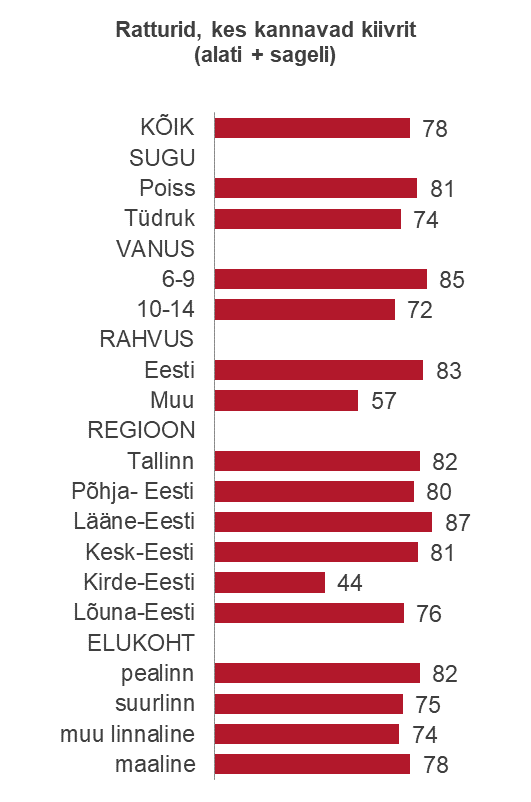 Ratturid, kes kannavad kiivrit
(alati + sageli)
KÕIK 78
SUGU
Poiss 81
Tüdruk 74
VANUS
6-9 85
10-14 72
RAHVUS
Eesti 83
Muu 57
REGIOON
Tallinn 82
Põhja- Eesti 80
Lääne-Eesti 87
Kesk-Eesti 81
Kirde-Eesti 44
Lõuna-Eesti 76
ELUKOHT
pealinn 82
suurlinn 75
muu linnaline 74
maaline 78